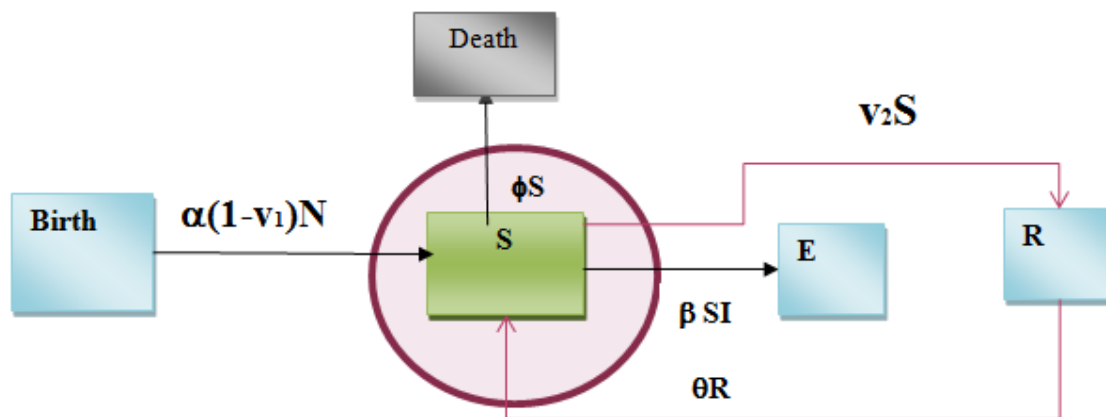 Death
v₂S
ϕS
Birth
α(1-v₁)N
S
E
R
β SI
θR